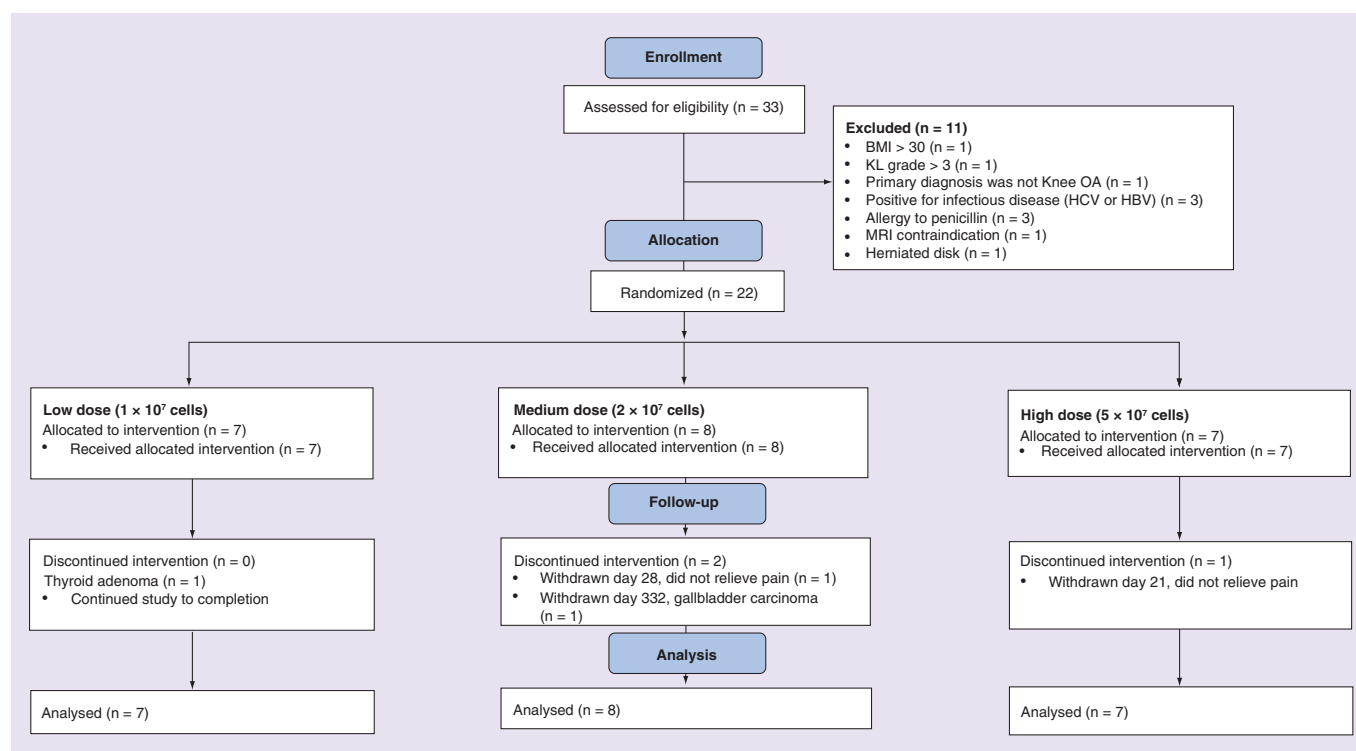 Enrollment
Assessed for eligibility (n = 33)
Excluded (n = 11)
• BMI > 30 (n = 1)
• KL grade > 3 (n = 1)
• Primary diagnosis was not Knee OA (n = 1)
• Positive for infectious disease (HCV or HBV) (n = 3)
• Allergy to penicillin (n = 3)
• MRI contraindication (n = 1)
• Herniated disk (n = 1)
Allocation
Randomized (n = 22)
Low dose (1 × 10⁷ cells)
Allocated to intervention (n = 7)
• Received allocated intervention (n = 7)
Medium dose (2 × 10⁷ cells)
Allocated to intervention (n = 8)
• Received allocated intervention (n = 8)
High dose (5 × 10⁷ cells)
Allocated to intervention (n = 7)
• Received allocated intervention (n = 7)
Follow-up
Discontinued intervention (n = 0)
Thyroid adenoma (n = 1)
• Continued study to completion
Discontinued intervention (n = 2)
• Withdrawn day 28, did not relieve pain (n = 1)
• Withdrawn day 332, gallbladder carcinoma
(n = 1)
Discontinued intervention (n = 1)
• Withdrawn day 21, did not relieve pain
Analysis
Analysed (n = 7)
Analysed (n = 8)
Analysed (n = 7)